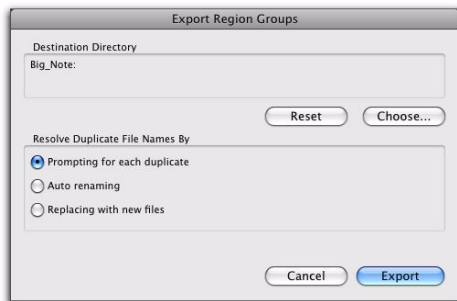 Export Region Groups
Destination Directory
Big_Note:
Reset Choose...
Resolve Duplicate File Names By
Prompting for each duplicate
Auto renaming
Replacing with new files
Cancel Export